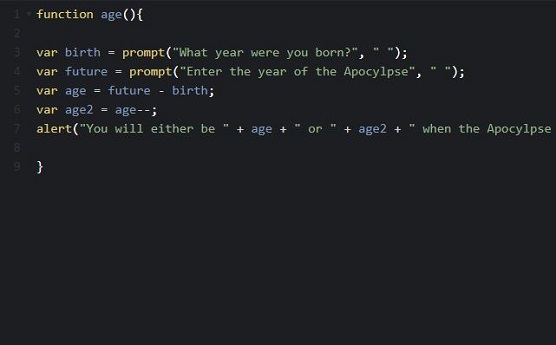 1 function age(){
2
3 var birth = prompt("What year were you born?", " ");
4 var future = prompt("Enter the year of the Apocylpse", " ");
5 var age = future - birth;
6 var age2 = age--;
7 alert("You will either be " + age + " or " + age2 + " when the Apocylpse
8
9 }